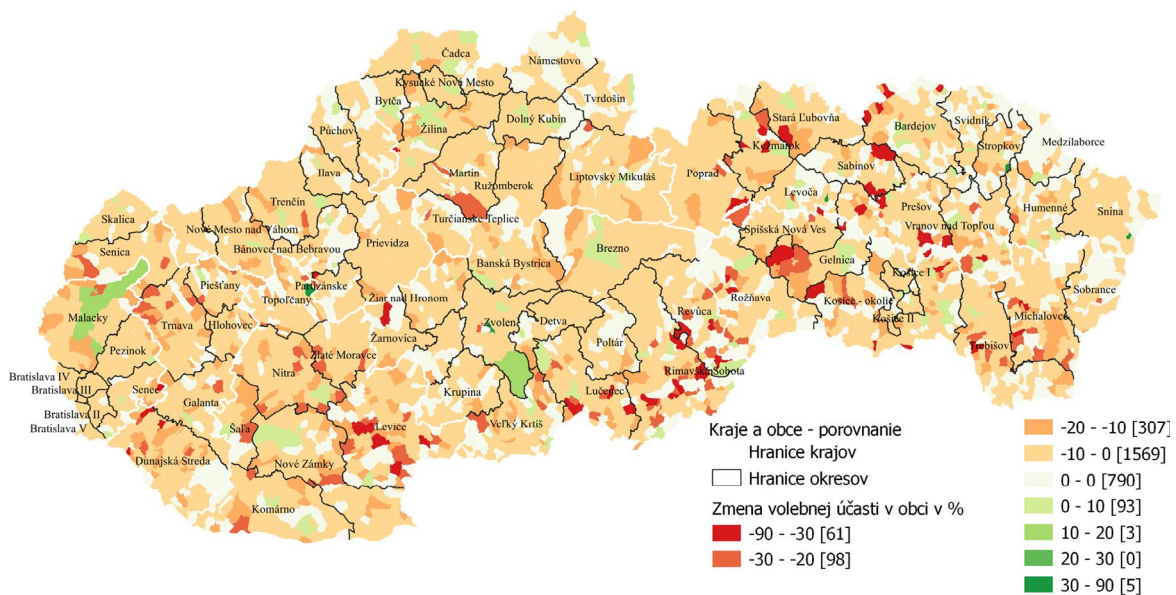 Čadca
Námestovo
Kysucké Nové Mesto
Tvrdošín
Bytča
Dolný Kubín
Stará Ľubovňa
Svidník
Bardejov
Púchov
Žilina
Stropkov
Medzilaborce
Kežmarok
Sabinov
Ilava
Martin
Ružomberok
Liptovský Mikuláš
Poprad
Levoča
Trenčín
Prešov
Humenné
Snina
Skalica
Turčianske Teplice
Nové Mesto nad Váhom
Vranov nad Topľou
Spišská Nová Ves
Senica
Bánovce nad Bebravou
Prievidza
Brezno
Gelnica
Banská Bystrica
Košice I
Piešťany
Partizánske
Sobrance
Topoľčany
Žiar nad Hronom
Rožňava
Košice - okolie
Malacky
Trnava
Hlohovec
Zvolen
Detva
Revúca
Košice II
Michalovce
Žarnovica
Poltár
Pezinok
Zlaté Moravce
Trebišov
Nitra
Rimavská Sobota
Bratislava IV
Bratislava III
Senec
Galanta
Krupina
Lučenec
Bratislava II
Bratislava V
Šaľa
Levice
Veľký Krtíš
Dunajská Streda
Nové Zámky
Komárno
Kraje a obce - porovnanie
Hranice krajov
Hranice okresov
Zmena volebnej účasti v obci v %
-90 - -30 [61]
-30 - -20 [98]
-20 - -10 [307]
-10 - 0 [1569]
0 - 0 [790]
0 - 10 [93]
10 - 20 [3]
20 - 30 [0]
30 - 90 [5]